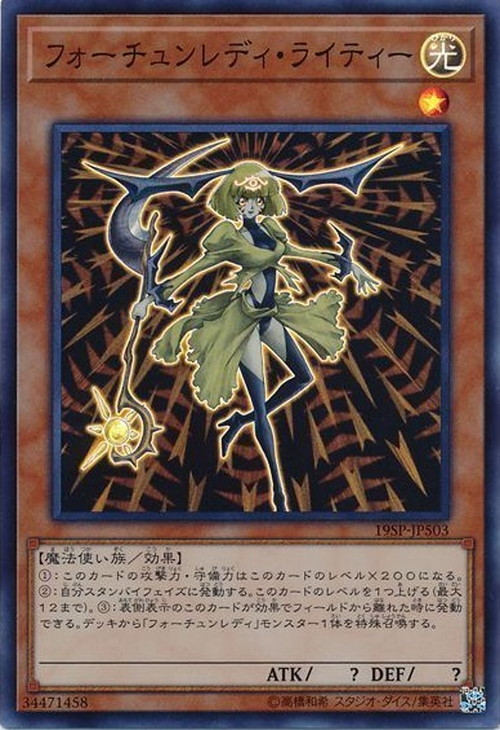 フォーチュンレディ・ライティー
光
19SP-JP503
【魔法使い族/効果】
①：このカードの攻撃力・守備力はこのカードのレベル×２００になる。
②：自分スタンバイフェイズに発動する。このカードのレベルを１つ上げる(最大
１２まで)。③：表側表示のこのカードが効果でフィールドから離れた時に発動
できる。デッキから「フォーチュンレディ」モンスター１体を特殊召喚する。
ATK/ ? DEF/ ?
34471458
©高橋和希 スタジオ・ダイス/集英社